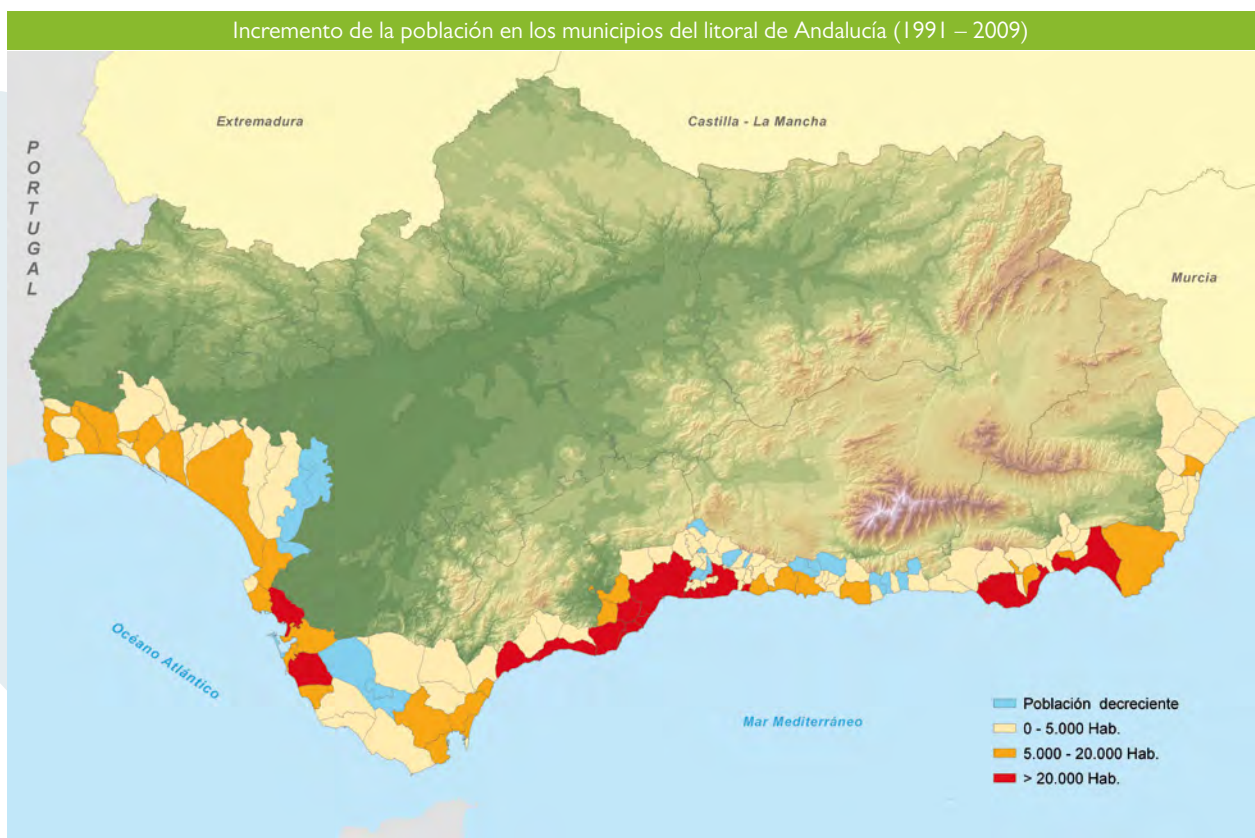 Incremento de la población en los municipios del litoral de Andalucía (1991 – 2009)
Extremadura
Castilla - La Mancha
PORTUGAL
Murcia
Océano Atlántico
Mar Mediterráneo
Población decreciente
0 - 5.000 Hab.
5.000 - 20.000 Hab.
> 20.000 Hab.